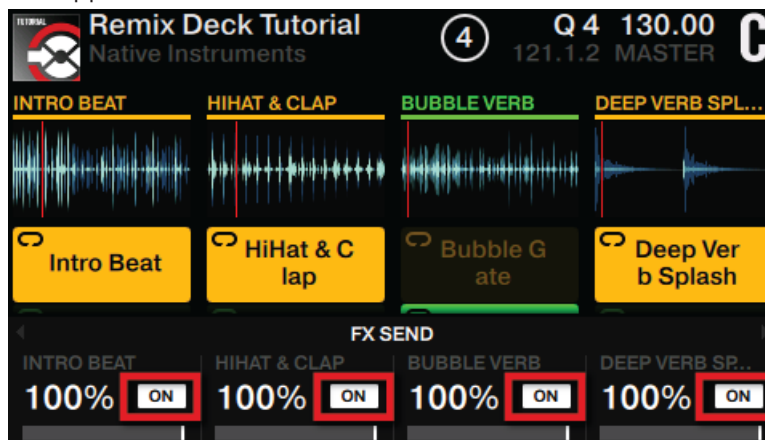 TUTORIAL
Remix Deck Tutorial
Native Instruments
4
Q 4 130.00
121.1.2 MASTER
C
INTRO BEAT
HIHAT & CLAP
BUBBLE VERB
DEEP VERB SPL...
Intro Beat
HiHat & C
lap
Bubble G
ate
Deep Ver
b Splash
FX SEND
INTRO BEAT
HIHAT & CLAP
BUBBLE VERB
DEEP VERB SP...
100% ON
100% ON
100% ON
100% ON